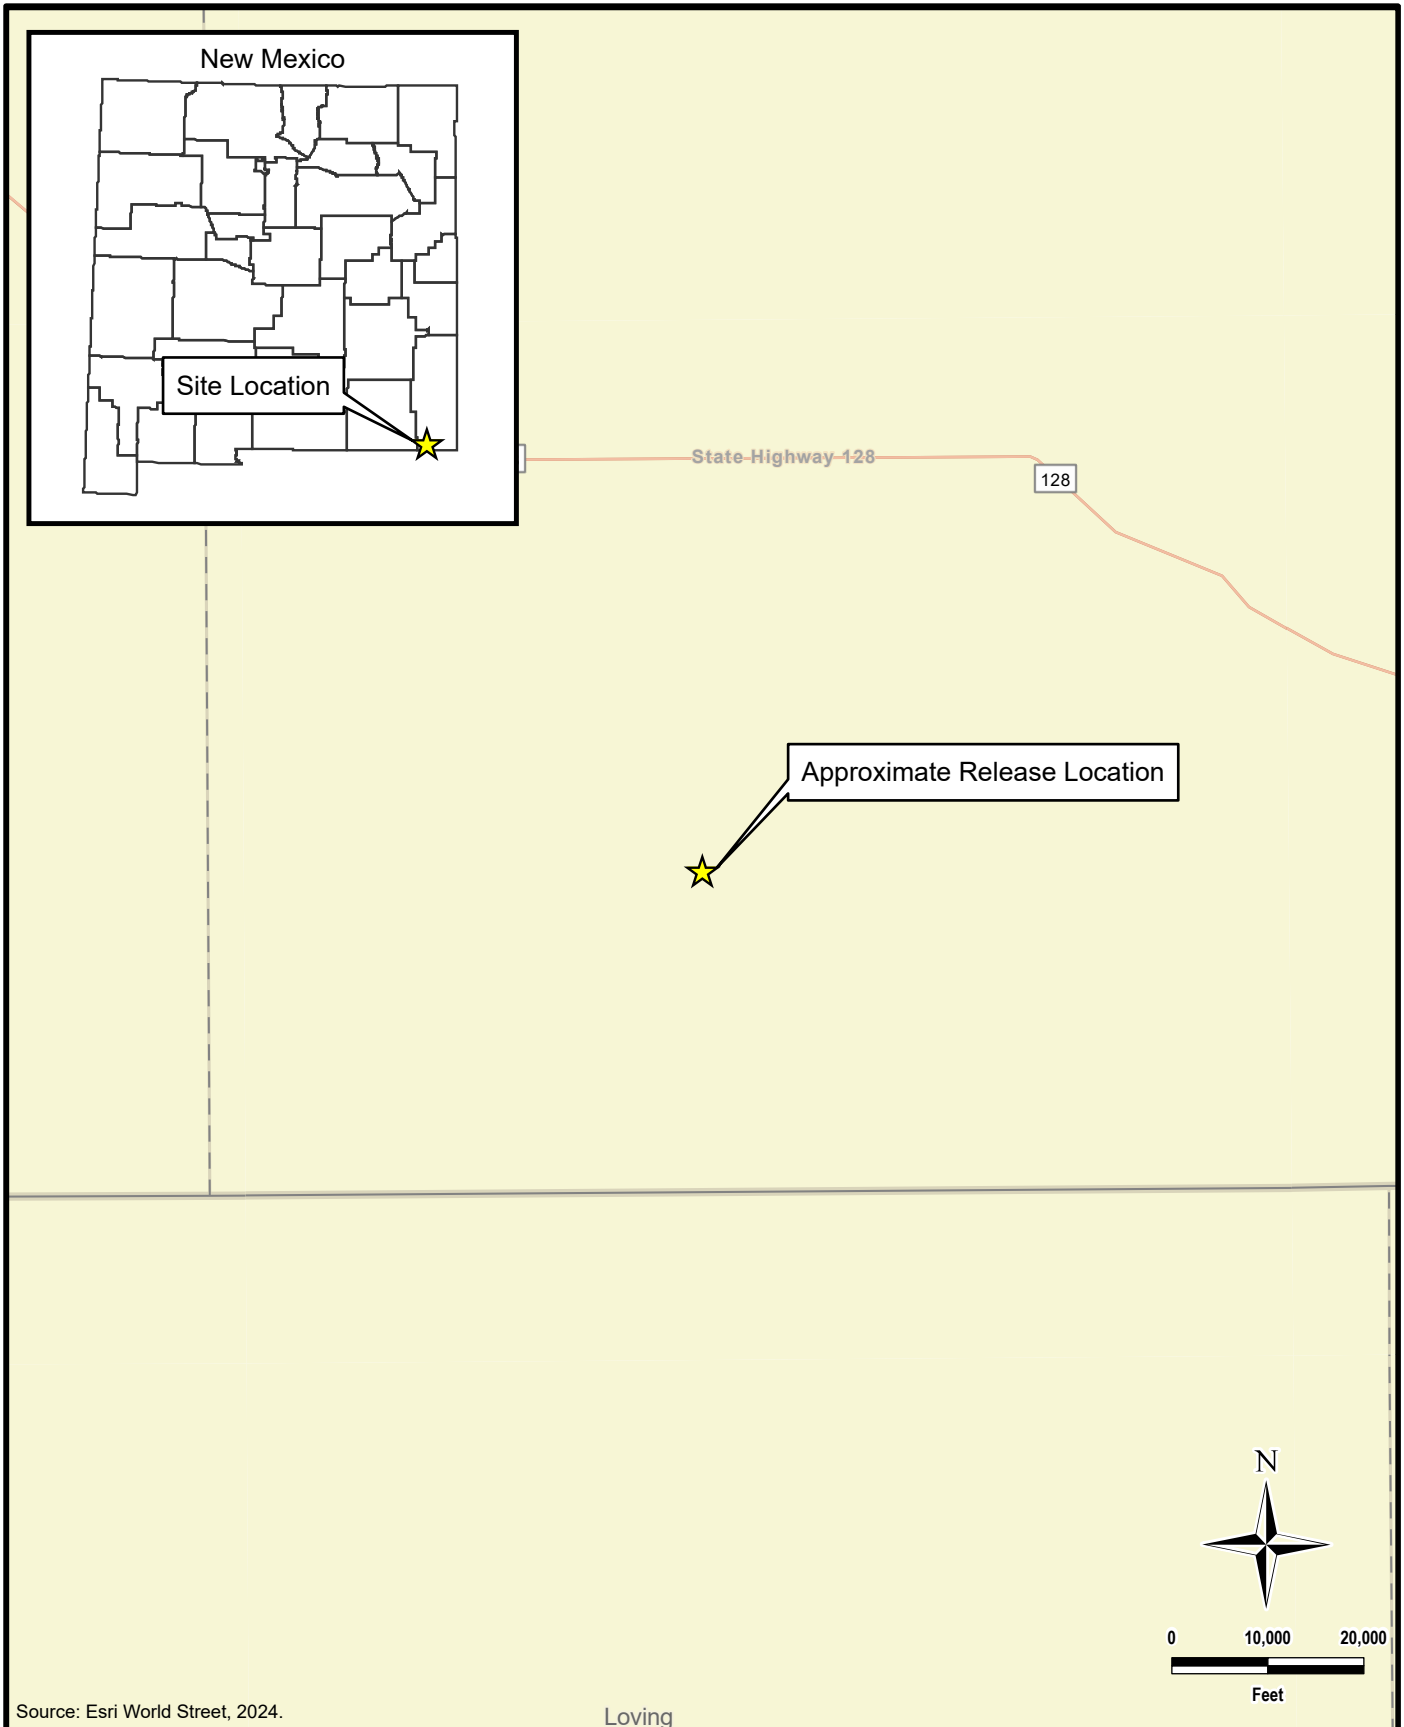 New Mexico
Site Location
State Highway 128
128
Approximate Release Location
N
0 10,000 20,000
Feet
Source: Esri World Street, 2024.
Loving